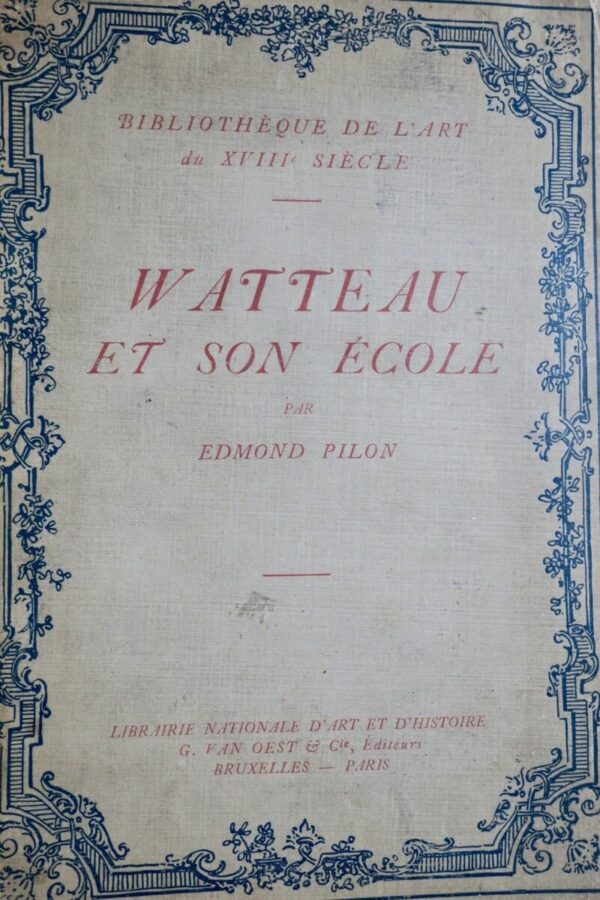 BIBLIOTHÈQUE DE L'ART
du XVIIIe SIÈCLE
WATTEAU
ET SON ÉCOLE
PAR
EDMOND PILON
LIBRAIRIE NATIONALE D'ART ET D'HISTOIRE
G. VAN OEST & Cie, Éditeurs
BRUXELLES — PARIS